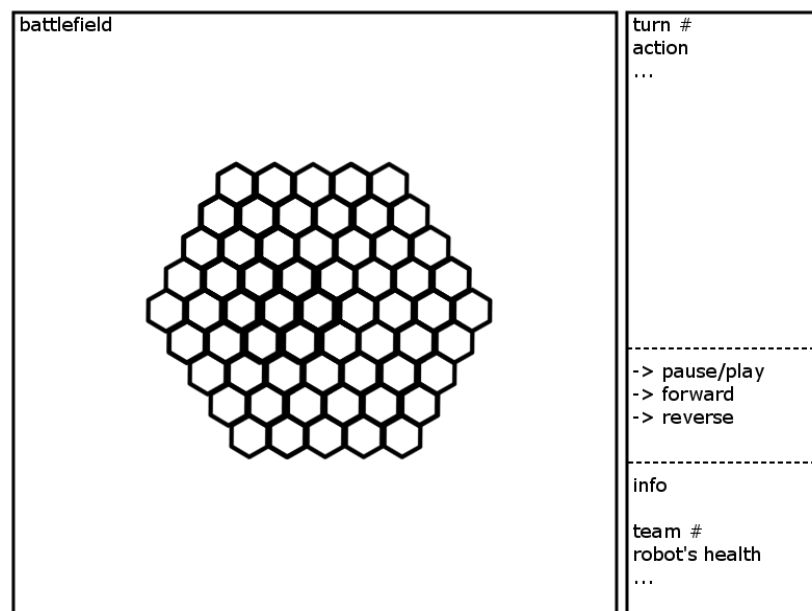 battlefield
turn #
action
...
-> pause/play
-> forward
-> reverse
info
team #
robot's health
...